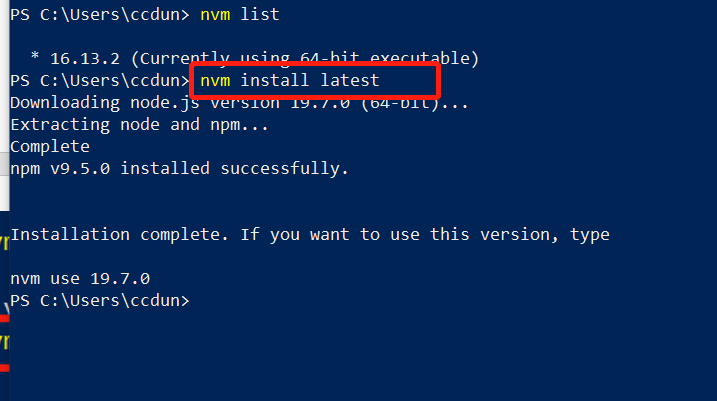 PS C:\Users\ccdun> nvm list
* 16.13.2 (Currently using 64-bit executable)
PS C:\Users\ccdun> nvm install latest
Downloading node.js version 19.7.0 (64-bit)...
Extracting node and npm...
Complete
npm v9.5.0 installed successfully.
Installation complete. If you want to use this version, type
nvm use 19.7.0
PS C:\Users\ccdun>